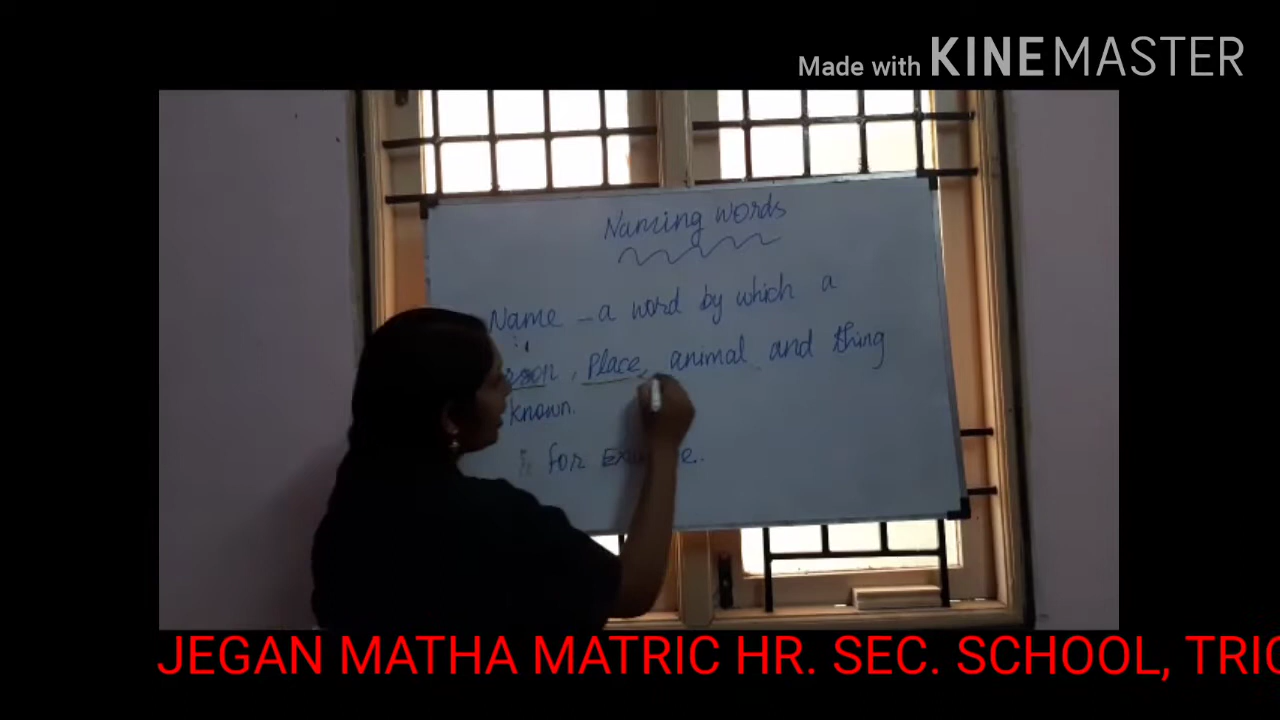 Made with KINEMASTER
Naming words
Name - a word by which a
, Place, animal and thing
known.
for
JEGAN MATHA MATRIC HR. SEC. SCHOOL, TRIC